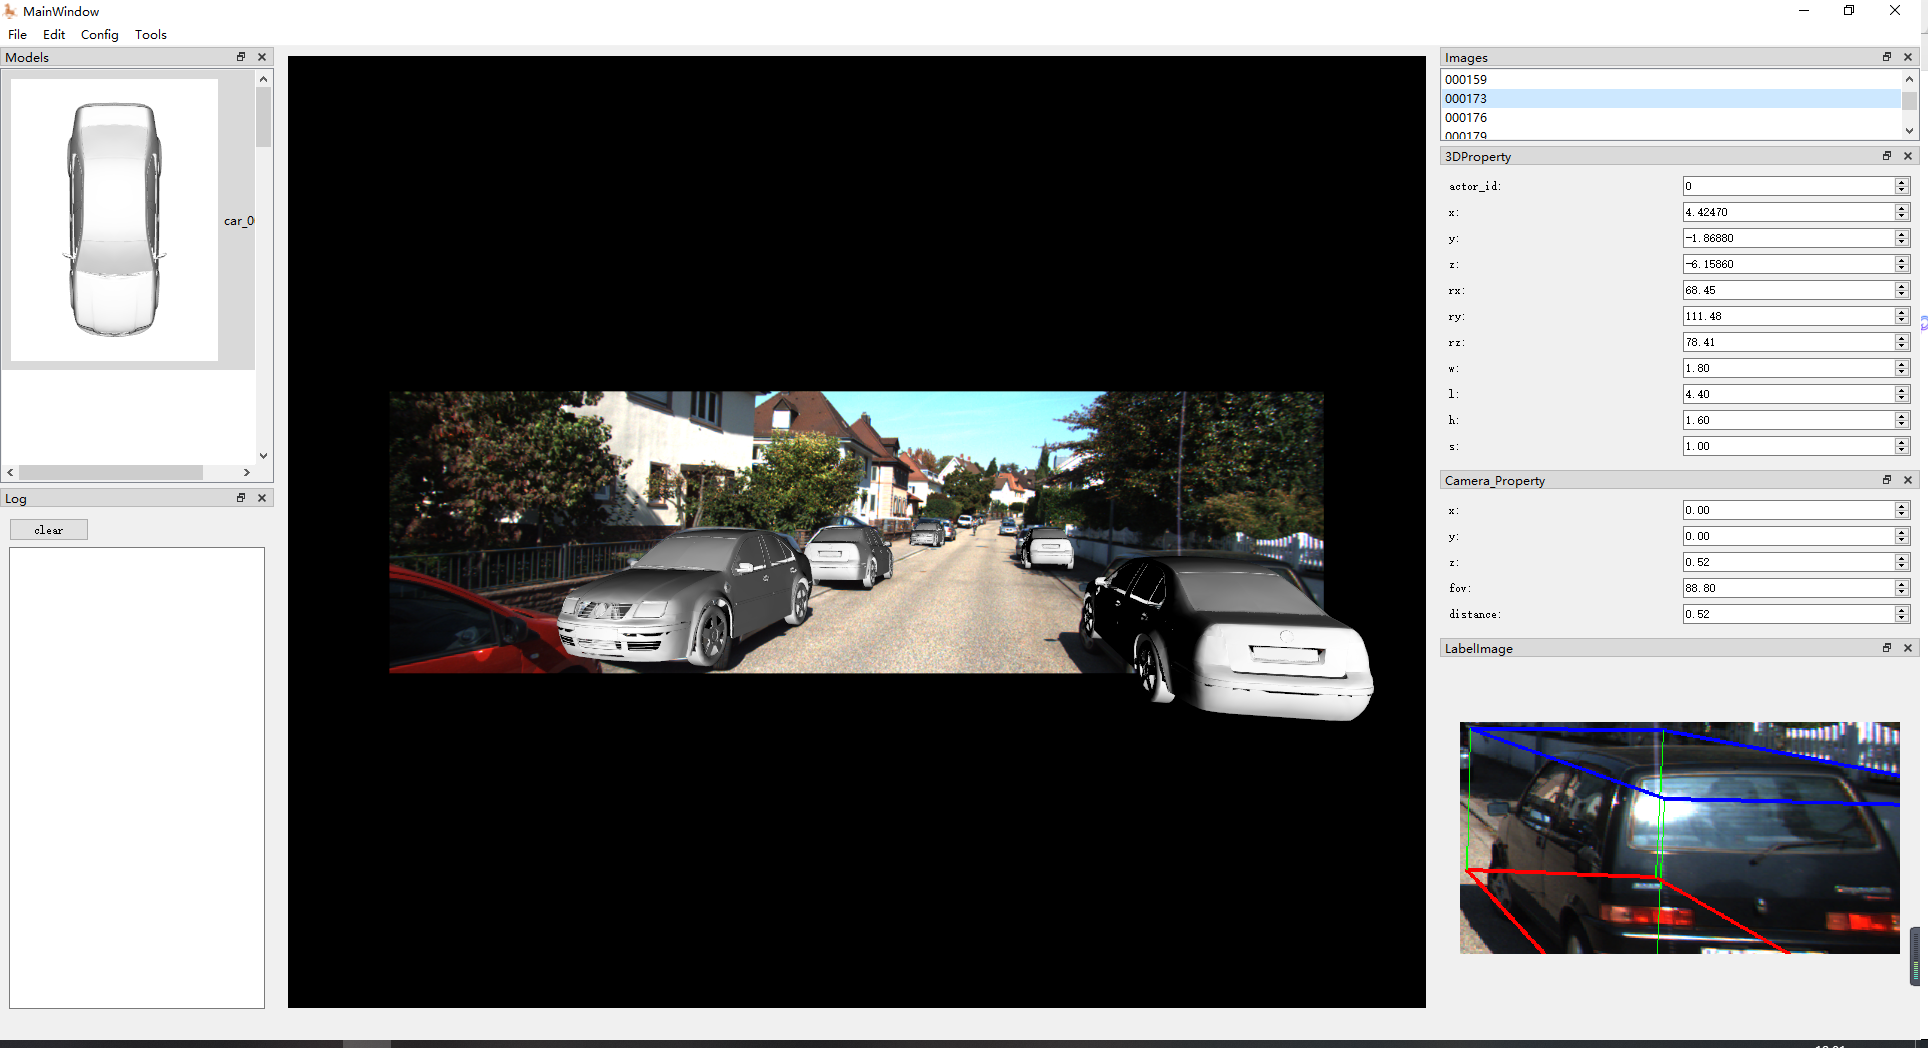 MainWindow
File Edit Config Tools
Models
car_0
Log
clear
Images
000159
000173
000176
000179
3DProperty
actor_id: 0
x: 4.42470
y: -1.86880
z: -6.15860
rx: 68.45
ry: 111.48
rz: 78.41
w: 1.80
l: 4.40
h: 1.60
s: 1.00
Camera_Property
x: 0.00
y: 0.00
z: 0.52
fov: 88.80
distance: 0.52
LabelImage